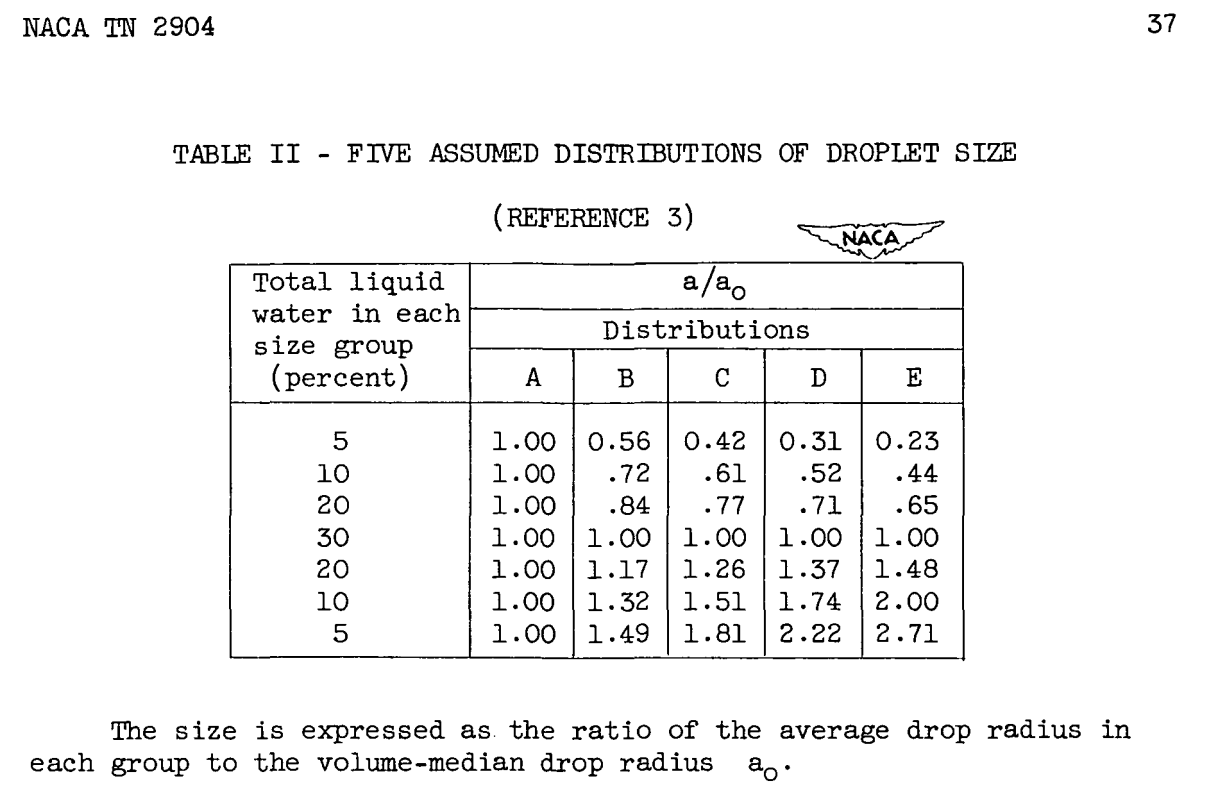 NACA TN 2904 37
TABLE II - FIVE ASSUMED DISTRIBUTIONS OF DROPLET SIZE
(REFERENCE 3)
NACA
Total liquid water in each size group (percent) a/a₀
Distributions
A B C D E
5 1.00 0.56 0.42 0.31 0.23
10 1.00 .72 .61 .52 .44
20 1.00 .84 .77 .71 .65
30 1.00 1.00 1.00 1.00 1.00
20 1.00 1.17 1.26 1.37 1.48
10 1.00 1.32 1.51 1.74 2.00
5 1.00 1.49 1.81 2.22 2.71
The size is expressed as the ratio of the average drop radius in
each group to the volume-median drop radius a₀.